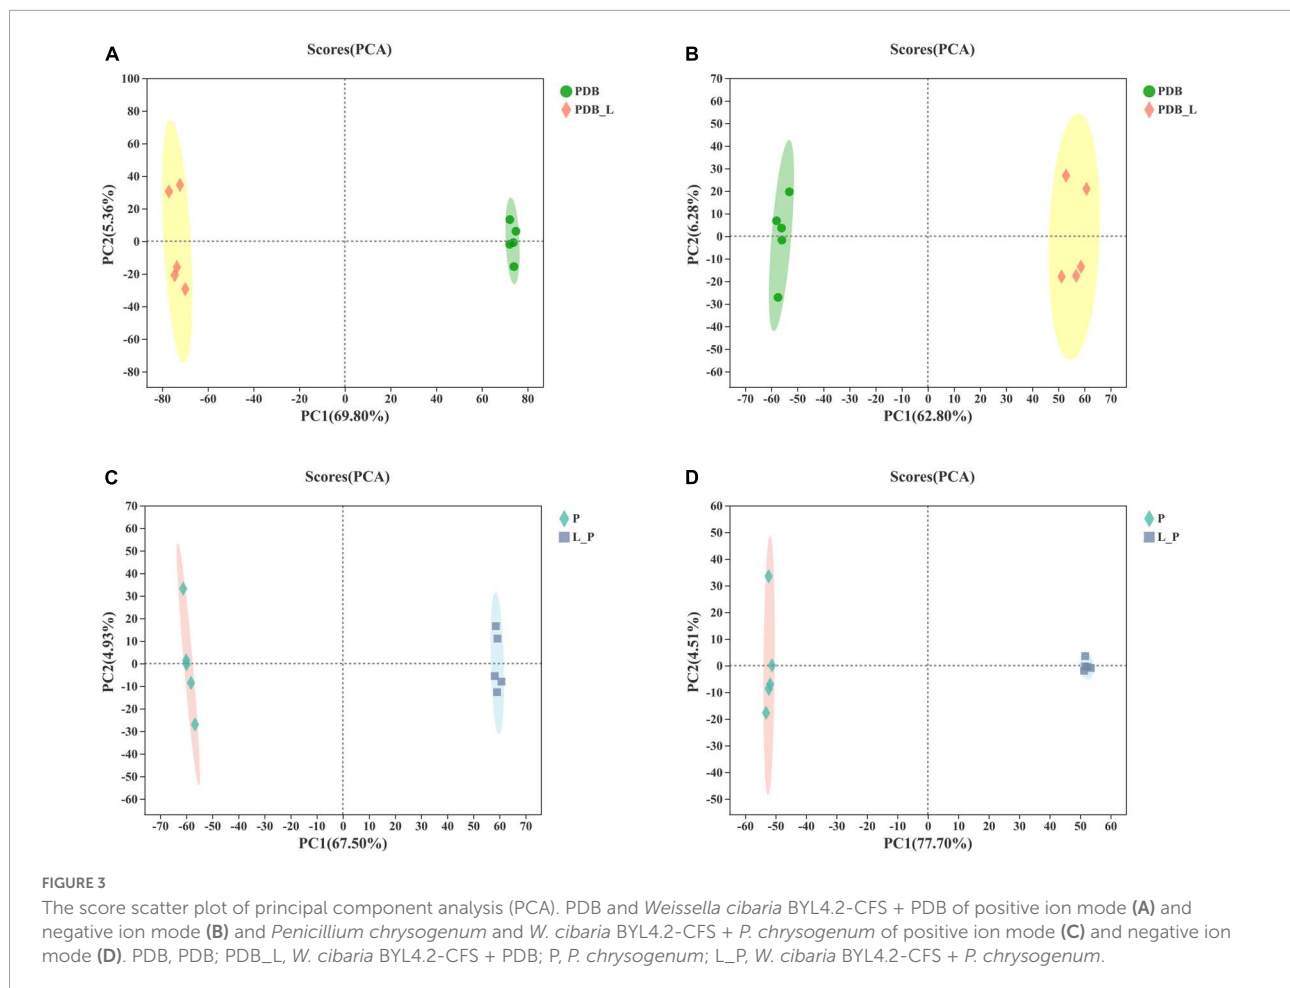 A
Scores(PCA)
PDB
PDB_L
100
80
60
40
20
0
-20
-40
-60
-80
PC2(5.36%)
-80 -60 -40 -20 0 20 40 60 80
PC1(69.80%)
B
Scores(PCA)
PDB
PDB_L
70
60
50
40
30
20
10
0
-10
-20
-30
-40
-50
-60
PC2(6.28%)
-70 -60 -50 -40 -30 -20 -10 0 10 20 30 40 50 60 70
PC1(62.80%)
C
Scores(PCA)
P
L_P
70
60
50
40
30
20
10
0
-10
-20
-30
-40
-50
-60
PC2(4.93%)
-70 -60 -50 -40 -30 -20 -10 0 10 20 30 40 50 60 70
PC1(67.50%)
D
Scores(PCA)
P
L_P
60
50
40
30
20
10
0
-10
-20
-30
-40
-50
PC2(4.51%)
-60 -50 -40 -30 -20 -10 0 10 20 30 40 50 60
PC1(77.70%)
FIGURE 3
The score scatter plot of principal component analysis (PCA). PDB and Weissella cibaria BYL4.2-CFS + PDB of positive ion mode (A) and
negative ion mode (B) and Penicillium chrysogenum and W. cibaria BYL4.2-CFS + P. chrysogenum of positive ion mode (C) and negative ion
mode (D). PDB, PDB; PDB_L, W. cibaria BYL4.2-CFS + PDB; P, P. chrysogenum; L_P, W. cibaria BYL4.2-CFS + P. chrysogenum.